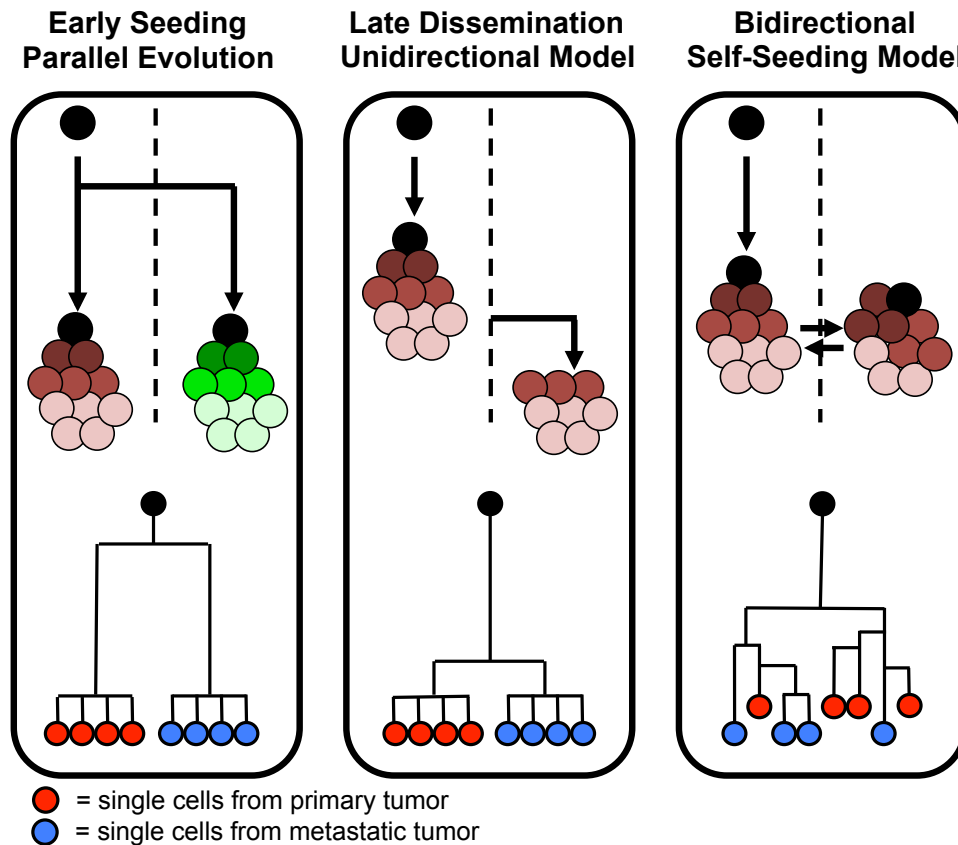 Early Seeding
Parallel Evolution
Late Dissemination
Unidirectional Model
Bidirectional
Self-Seeding Model
= single cells from primary tumor
= single cells from metastatic tumor